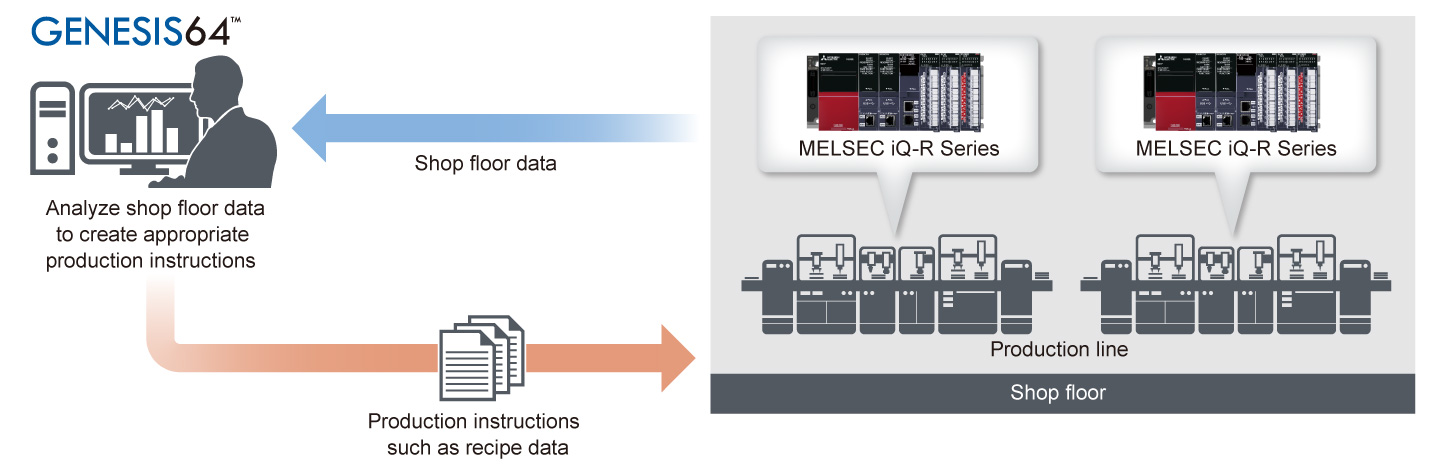 GENESIS64™
Analyze shop floor data
to create appropriate
production instructions
Shop floor data
Production instructions
such as recipe data
MELSEC iQ-R Series
MELSEC iQ-R Series
Production line
Shop floor